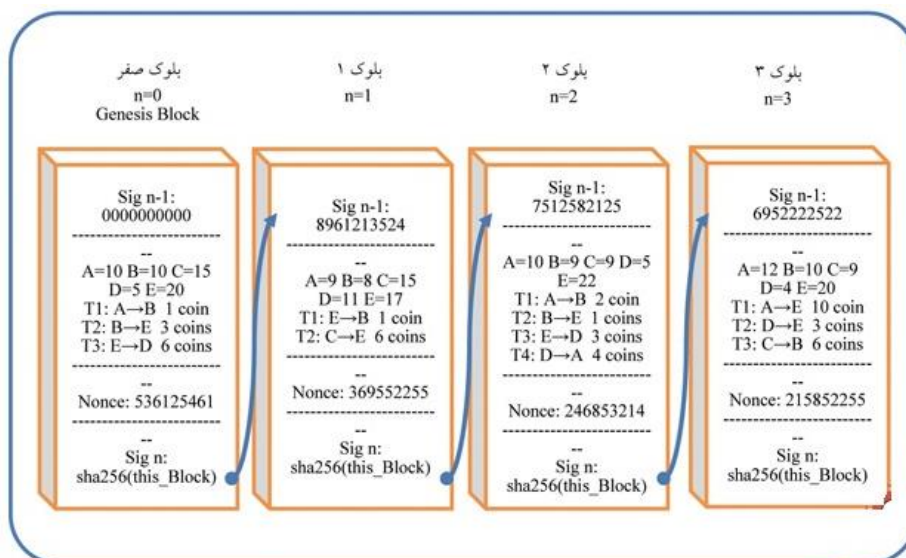 بلوک صفر
n=0
Genesis Block
Sig n-1:
0000000000
--------------------------
--
A=10 B=10 C=15
D=5 E=20
T1: A→B 1 coin
T2: B→E 3 coins
T3: E→D 6 coins
--------------------------
--
Nonce: 536125461
--------------------------
--
Sig n:
sha256(this_Block)
بلوک ۱
n=1
Sig n-1:
8961213524
--------------------------
--
A=9 B=8 C=15
D=11 E=17
T1: E→B 1 coin
T2: C→E 6 coins
--------------------------
--
Nonce: 369552255
--------------------------
--
Sig n:
sha256(this_Block)
بلوک ۲
n=2
Sig n-1:
7512582125
--------------------------
--
A=10 B=9 C=9 D=5
E=22
T1: A→B 2 coin
T2: B→E 1 coins
T3: E→D 3 coins
T4: D→A 4 coins
--------------------------
--
Nonce: 246853214
--------------------------
--
Sig n:
sha256(this_Block)
بلوک ۳
n=3
Sig n-1:
6952222522
--------------------------
--
A=12 B=10 C=9
D=4 E=20
T1: A→E 10 coin
T2: D→E 3 coins
T3: C→B 6 coins
--------------------------
--
Nonce: 215852255
--------------------------
--
Sig n:
sha256(this_Block)